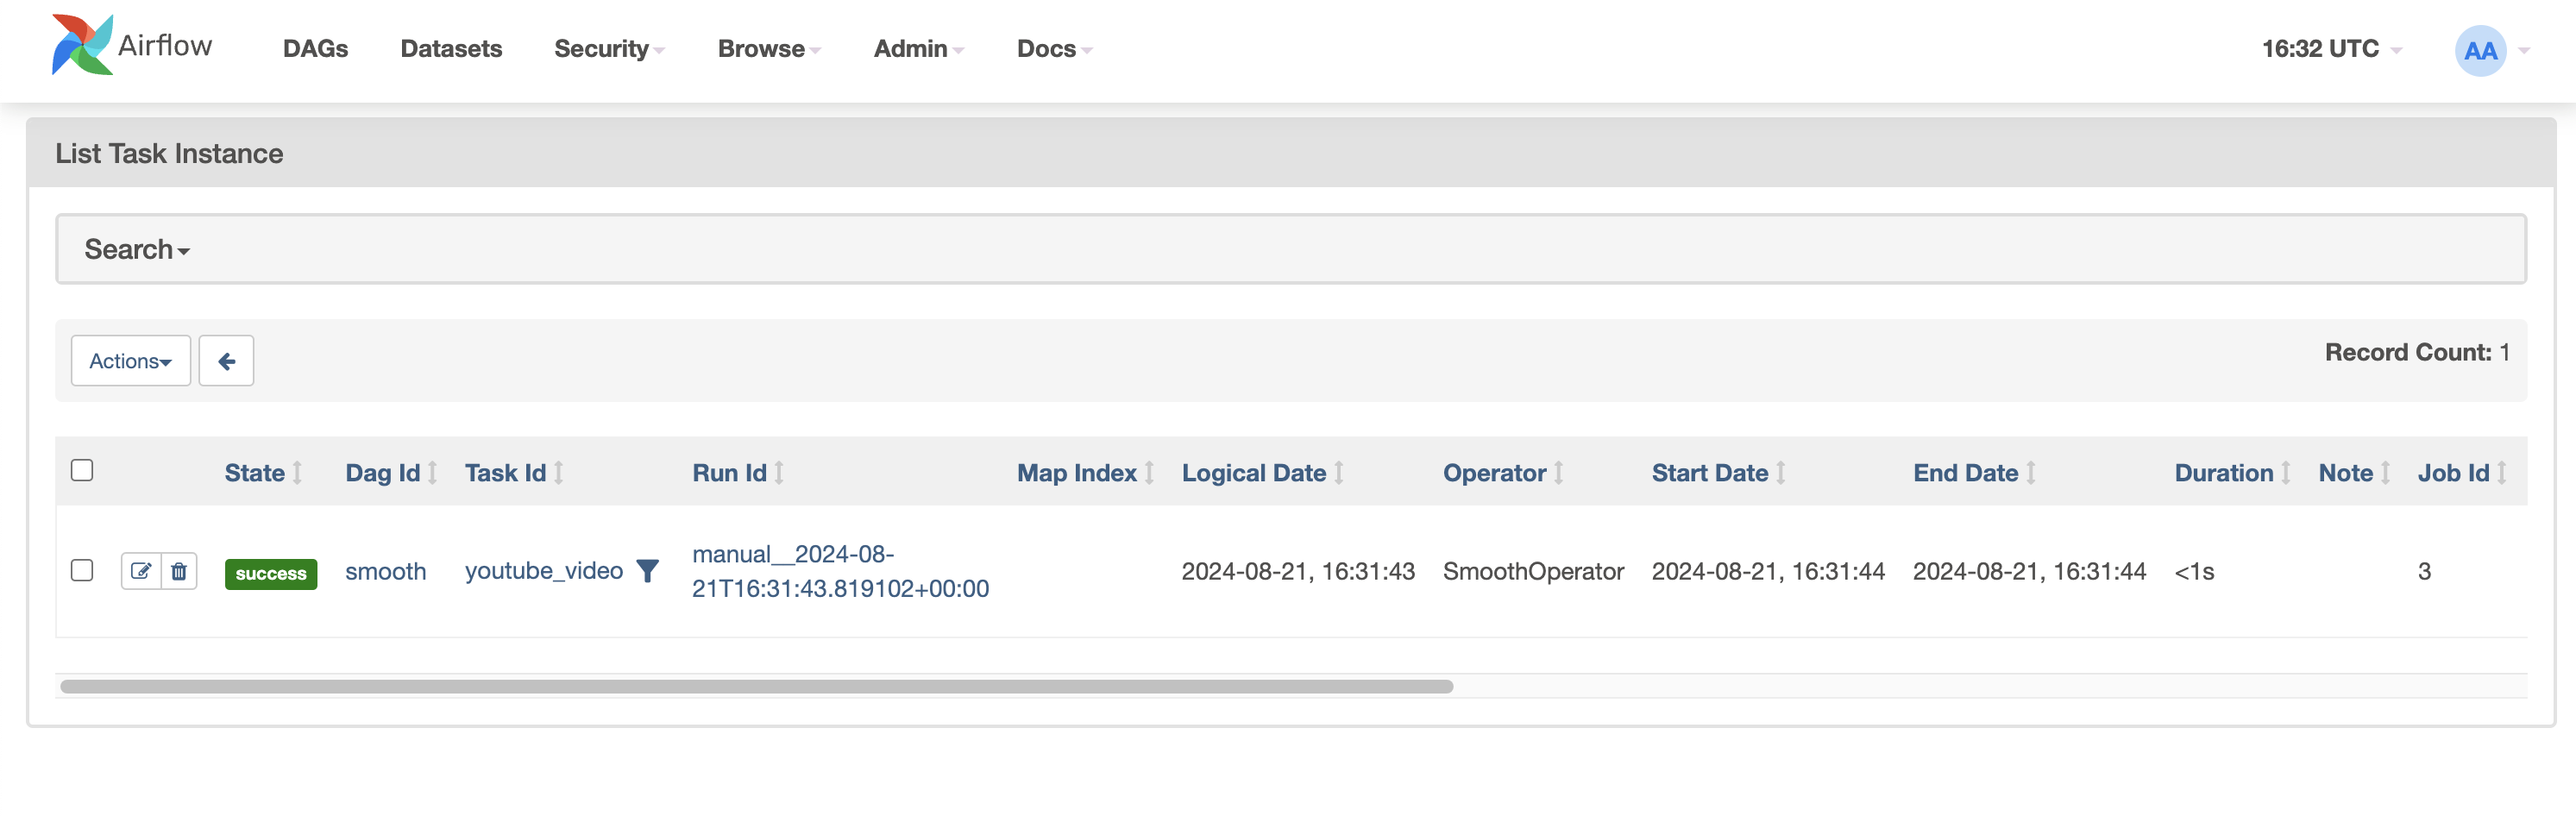 Airflow DAGs Datasets Security Browse Admin Docs 16:32 UTC AA
List Task Instance
Search
Actions Record Count: 1
State Dag Id Task Id Run Id Map Index Logical Date Operator Start Date End Date Duration Note Job Id
success smooth youtube_video manual__2024-08- 2024-08-21, 16:31:43 SmoothOperator 2024-08-21, 16:31:44 2024-08-21, 16:31:44 <1s 3
21T16:31:43.819102+00:00